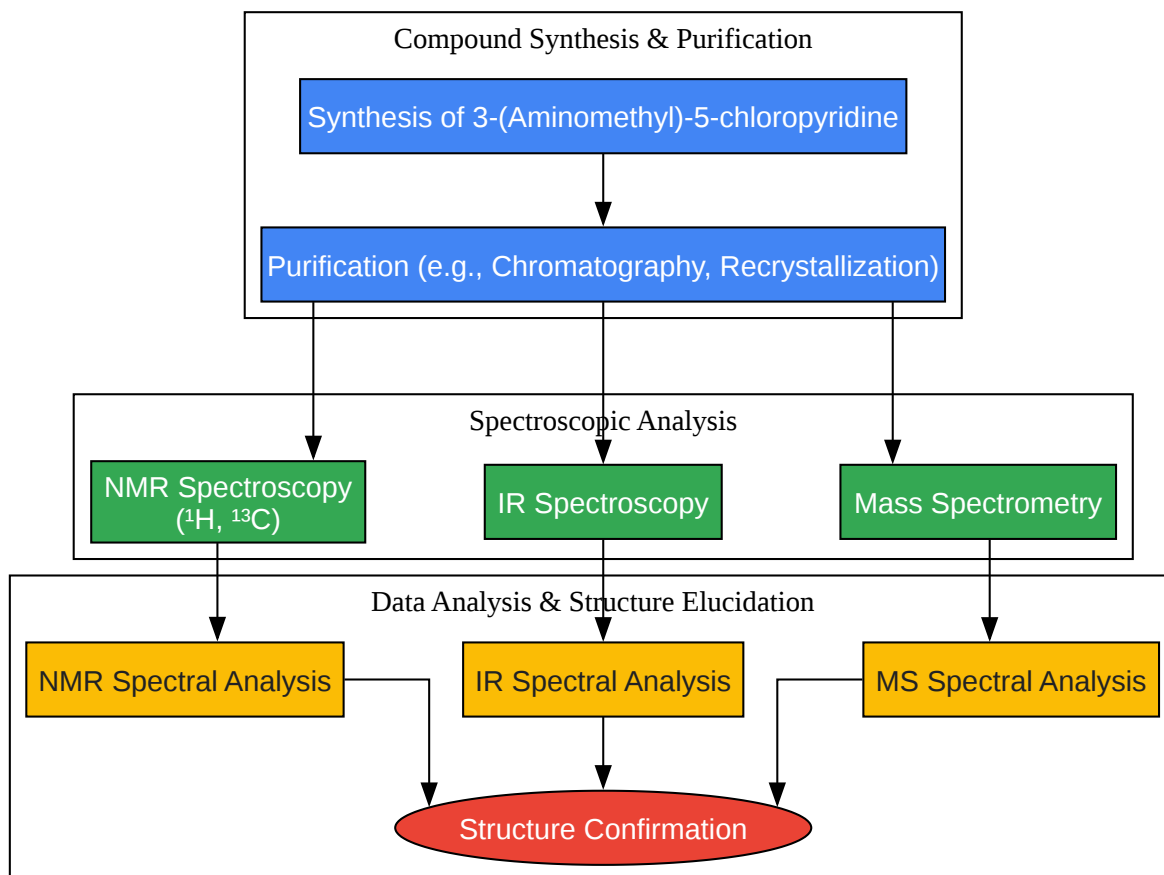 Compound Synthesis & Purification
Synthesis of 3-(Aminomethyl)-5-chloropyridine
Purification (e.g., Chromatography, Recrystallization)
Spectroscopic Analysis
NMR Spectroscopy
(¹H, ¹³C)
IR Spectroscopy
Mass Spectrometry
Data Analysis & Structure Elucidation
NMR Spectral Analysis
IR Spectral Analysis
MS Spectral Analysis
Structure Confirmation